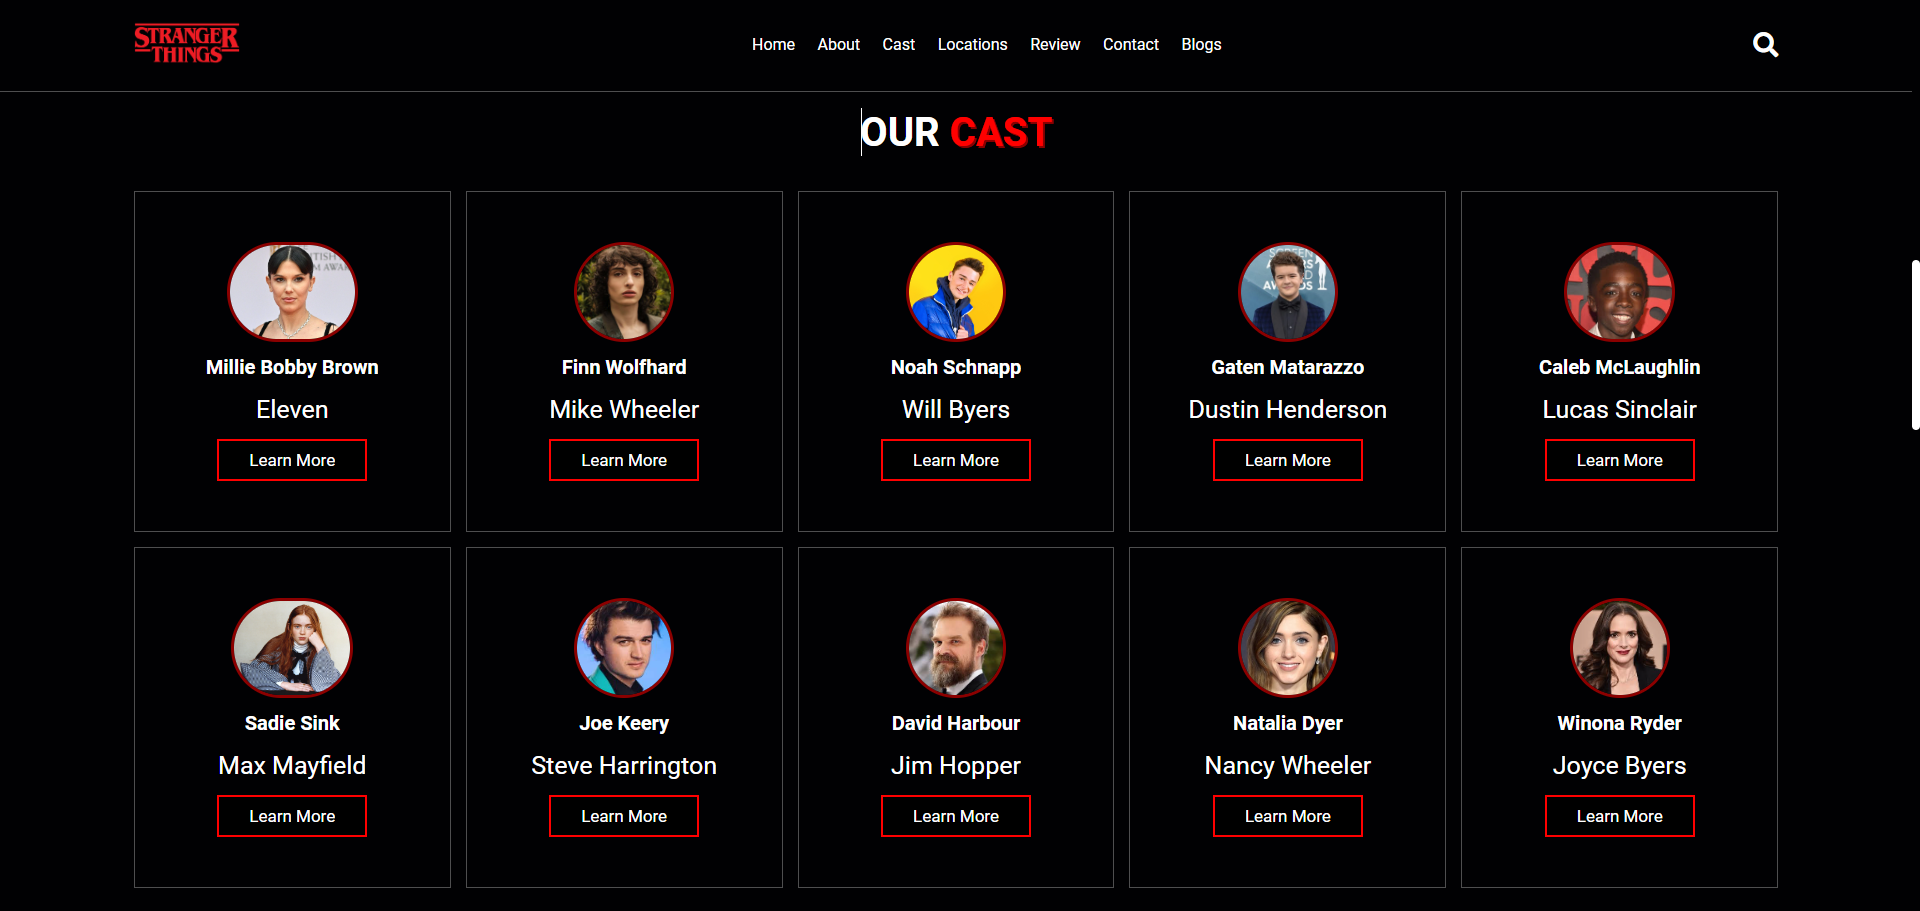 STRANGER
THINGS
Home About Cast Locations Review Contact Blogs
OUR CAST
Millie Bobby Brown
Eleven
Learn More
Finn Wolfhard
Mike Wheeler
Learn More
Noah Schnapp
Will Byers
Learn More
Gaten Matarazzo
Dustin Henderson
Learn More
Caleb McLaughlin
Lucas Sinclair
Learn More
Sadie Sink
Max Mayfield
Learn More
Joe Keery
Steve Harrington
Learn More
David Harbour
Jim Hopper
Learn More
Natalia Dyer
Nancy Wheeler
Learn More
Winona Ryder
Joyce Byers
Learn More